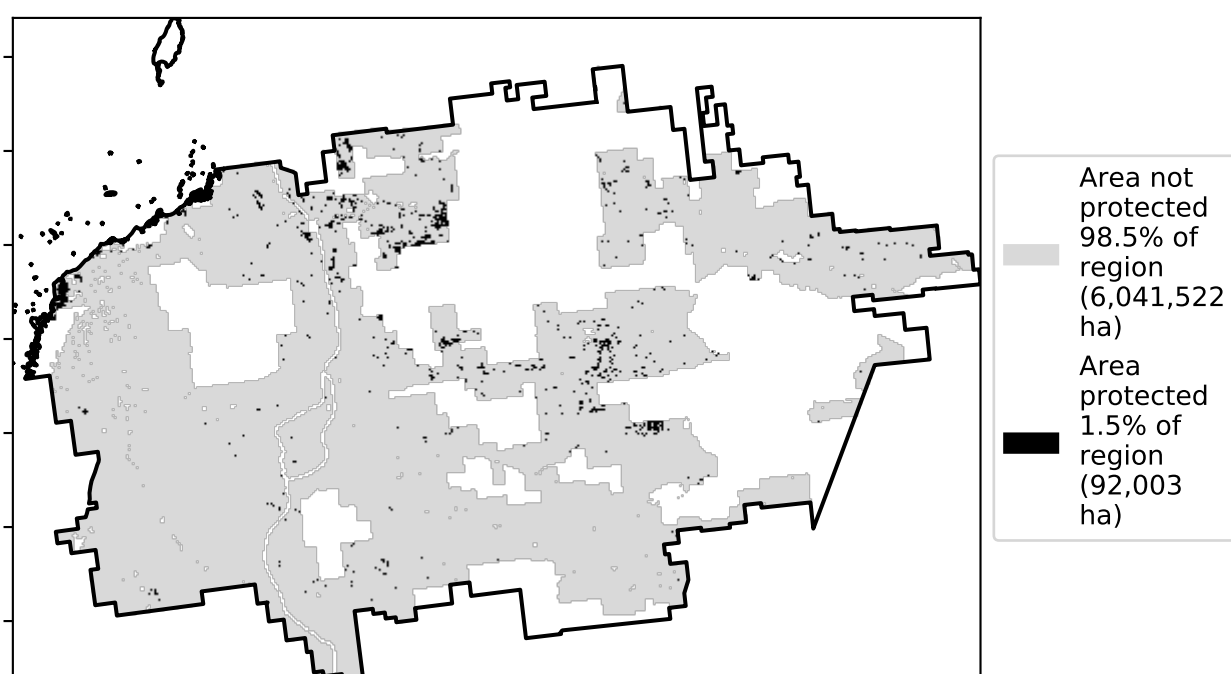 Area not
protected
98.5% of
region
(6,041,522
ha)
Area
protected
1.5% of
region
(92,003
ha)